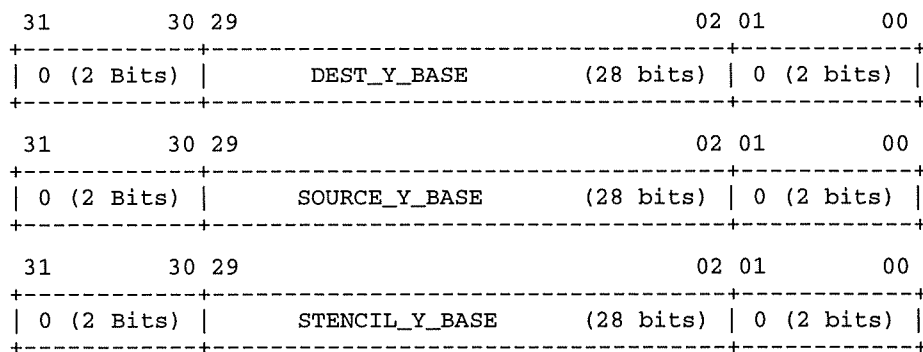 31 30 29 02 01 00
+-----------+--------------------------------+-----------+
| 0 (2 Bits) | DEST_Y_BASE (28 bits) | 0 (2 bits) |
+-----------+--------------------------------+-----------+
31 30 29 02 01 00
+-----------+--------------------------------+-----------+
| 0 (2 Bits) | SOURCE_Y_BASE (28 bits) | 0 (2 bits) |
+-----------+--------------------------------+-----------+
31 30 29 02 01 00
+-----------+--------------------------------+-----------+
| 0 (2 Bits) | STENCIL_Y_BASE (28 bits) | 0 (2 bits) |
+-----------+--------------------------------+-----------+